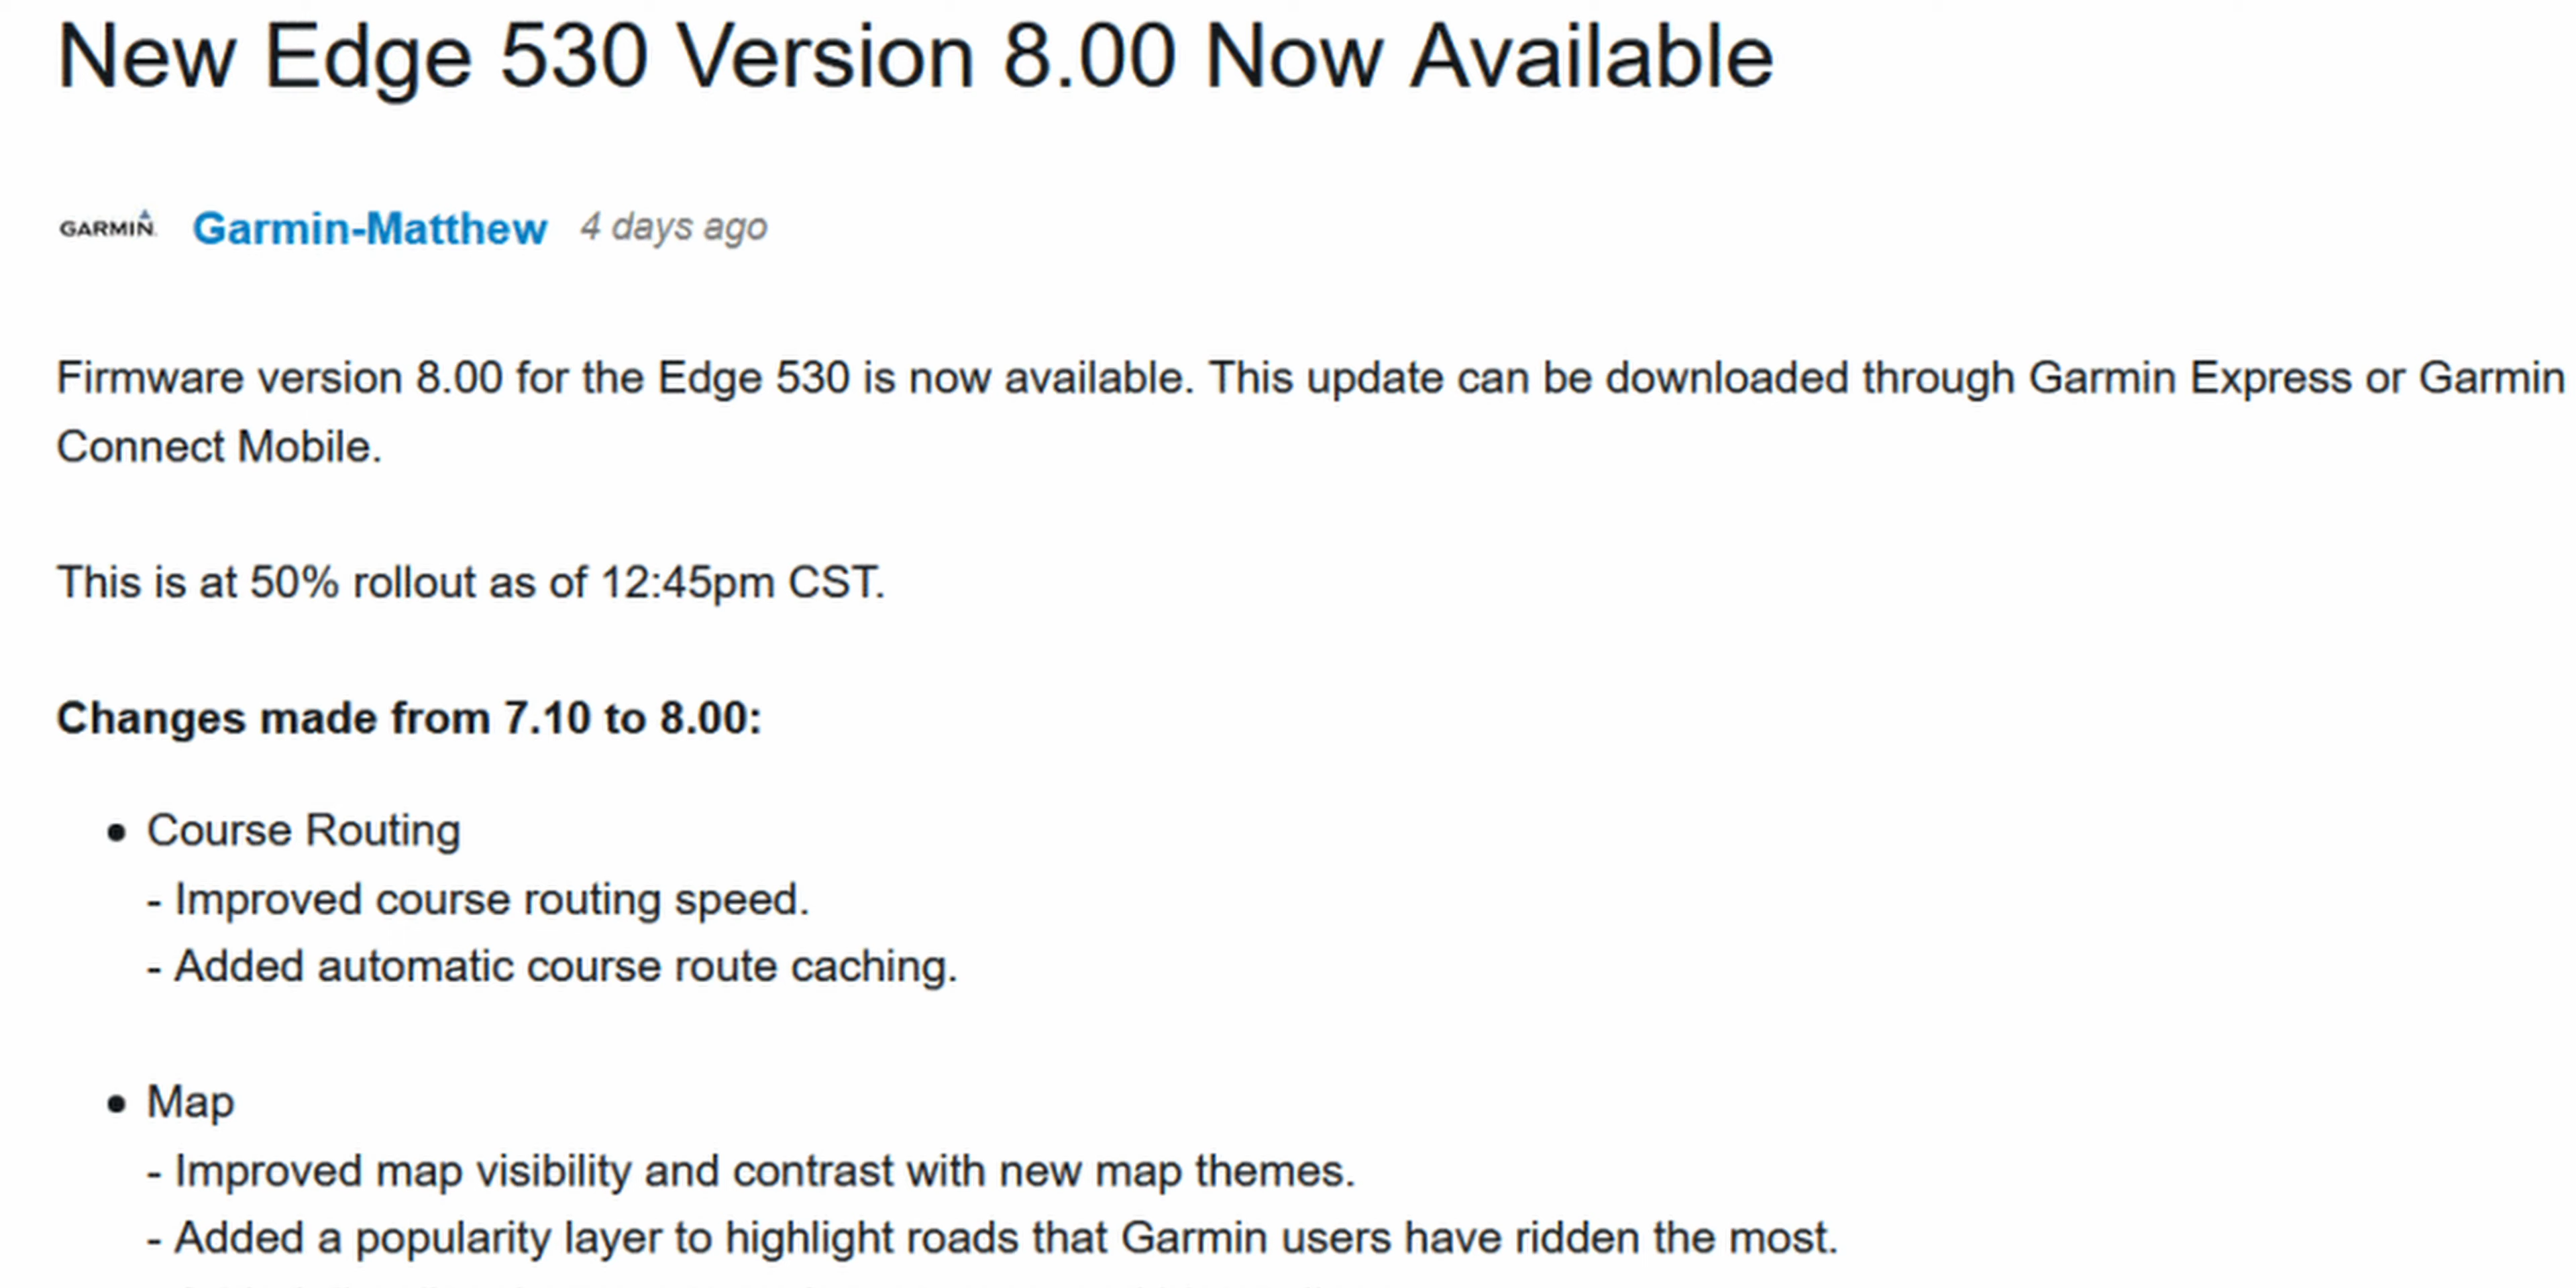 New Edge 530 Version 8.00 Now Available
GARMIN Garmin-Matthew 4 days ago
Firmware version 8.00 for the Edge 530 is now available. This update can be downloaded through Garmin Express or Garmin
Connect Mobile.
This is at 50% rollout as of 12:45pm CST.
Changes made from 7.10 to 8.00:
• Course Routing
- Improved course routing speed.
- Added automatic course route caching.
• Map
- Improved map visibility and contrast with new map themes.
- Added a popularity layer to highlight roads that Garmin users have ridden the most.